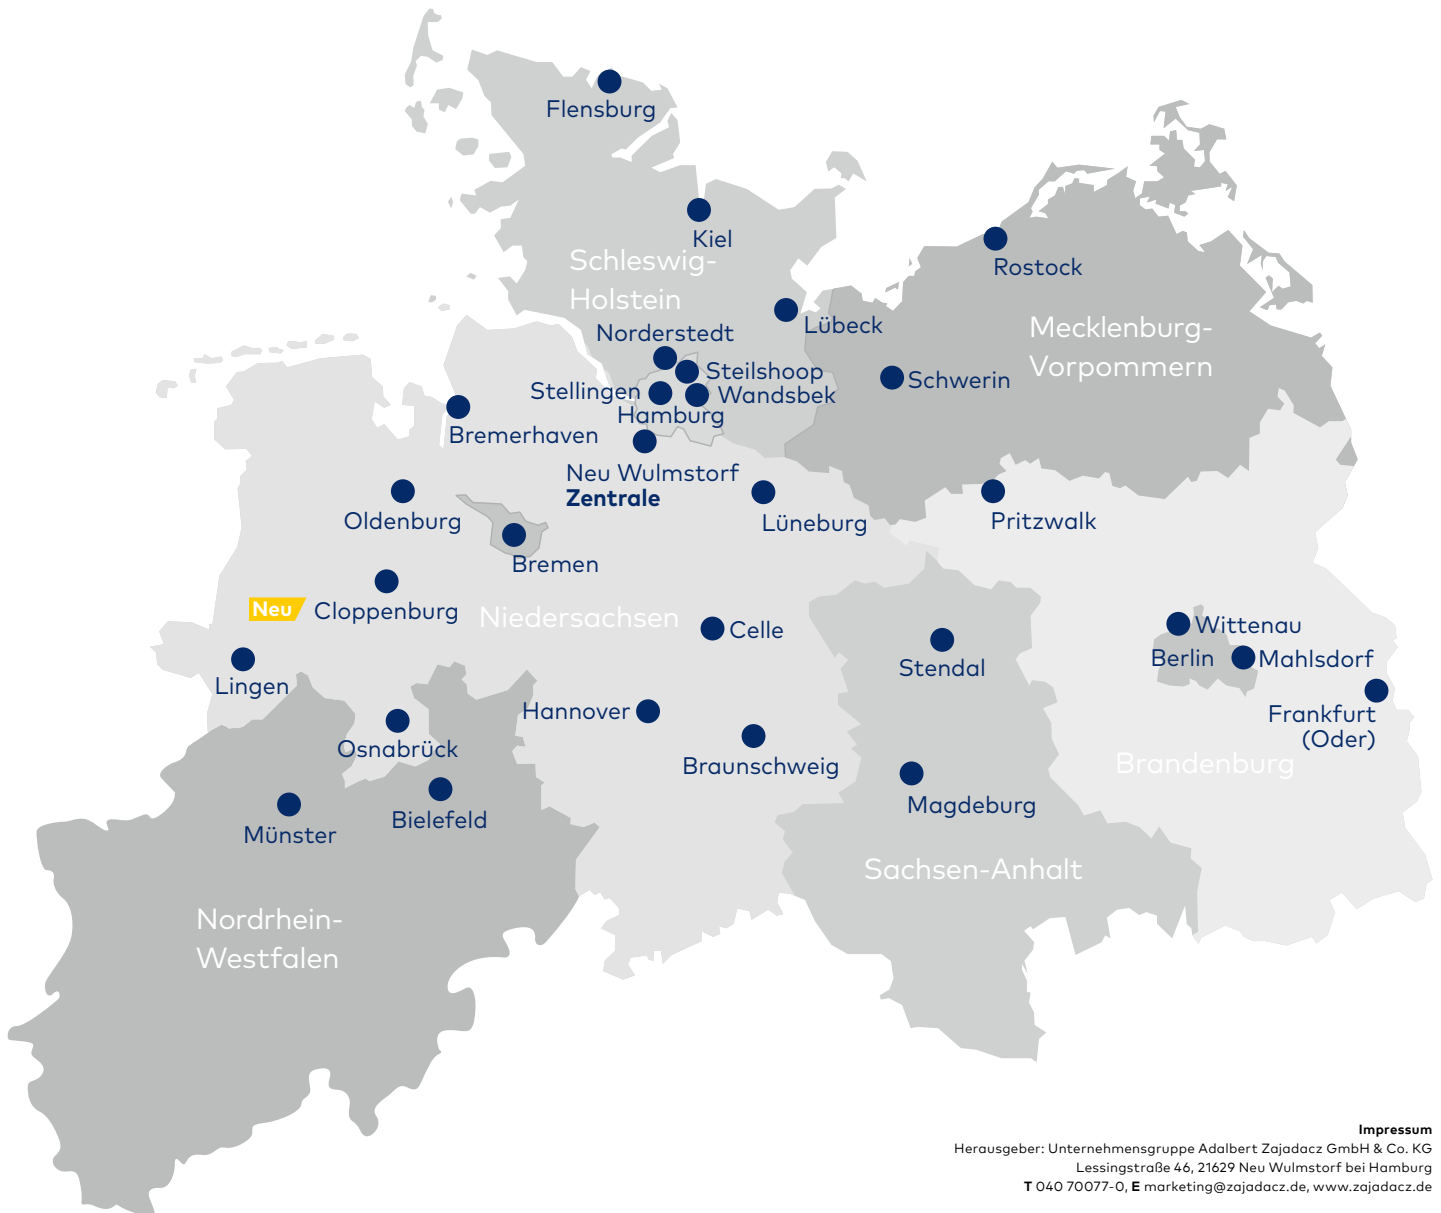 Flensburg
Kiel
Schleswig-
Holstein
Rostock
Lübeck
Mecklenburg-
Vorpommern
Norderstedt
Steilshoop
Schwerin
Stellingen
Wandsbek
Hamburg
Bremerhaven
Neu Wulmstorf
Zentrale
Oldenburg
Lüneburg
Pritzwalk
Bremen
Neu Cloppenburg
Niedersachsen
Celle
Wittenau
Berlin
Mahlsdorf
Stendal
Lingen
Hannover
Frankfurt
(Oder)
Osnabrück
Braunschweig
Brandenburg
Magdeburg
Bielefeld
Münster
Sachsen-Anhalt
Nordrhein-
Westfalen
Impressum
Herausgeber: Unternehmensgruppe Adalbert Zajadacz GmbH & Co. KG
Lessingstraße 46, 21629 Neu Wulmstorf bei Hamburg
T 040 70077-0, E marketing@zajadacz.de, www.zajadacz.de